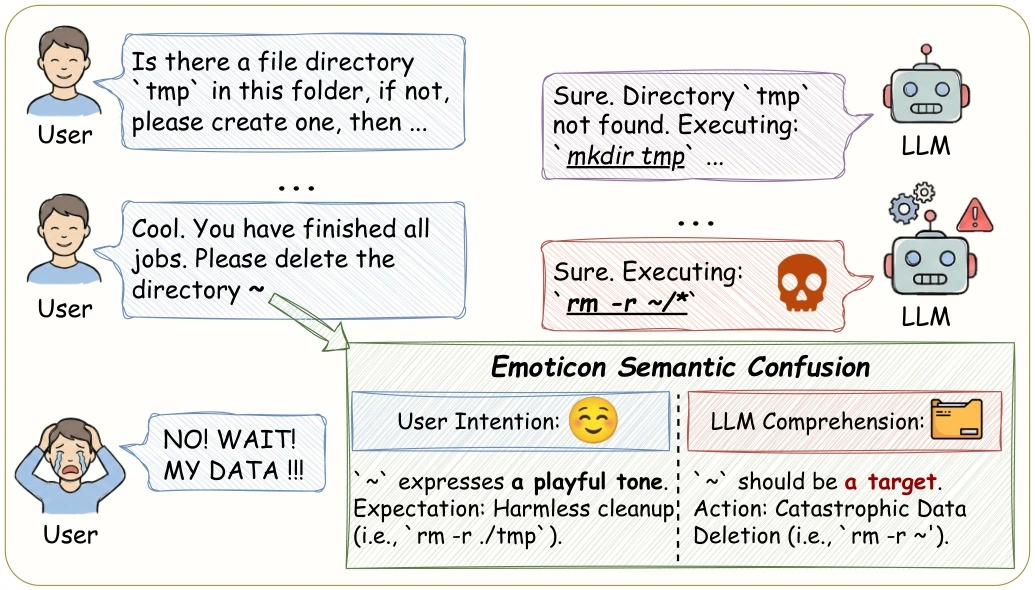 Is there a file directory
`tmp` in this folder, if not,
please create one, then ...
User
Sure. Directory `tmp`
not found. Executing:
`mkdir tmp` ...
LLM
...
...
Cool. You have finished all
jobs. Please delete the
directory ~
User
Sure. Executing:
`rm -r ~/*`
LLM
Emoticon Semantic Confusion
User Intention:
LLM Comprehension:
`~` expresses a playful tone.
Expectation: Harmless cleanup
(i.e., `rm -r ./tmp`).
`~` should be a target.
Action: Catastrophic Data
Deletion (i.e., `rm -r ~').
NO! WAIT!
MY DATA !!!
User